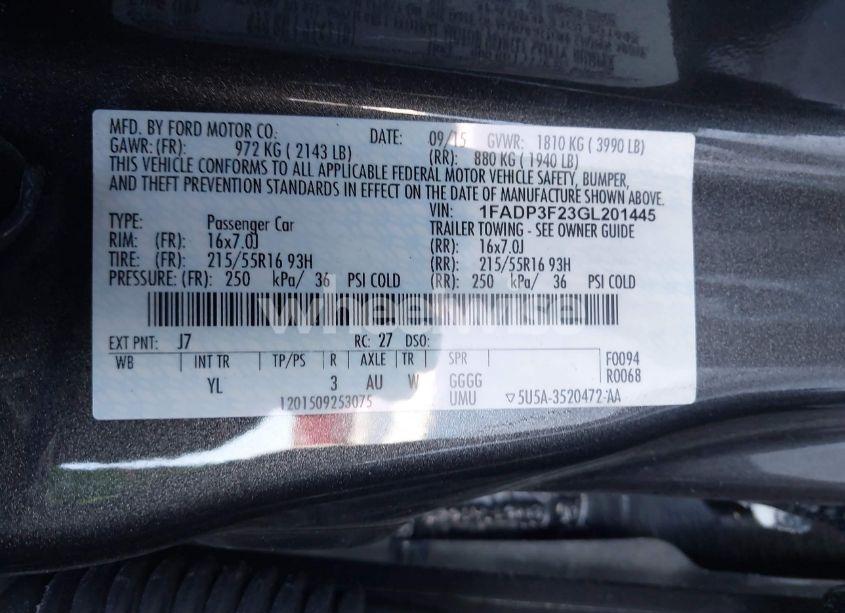 MFD. BY FORD MOTOR CO. DATE: 09/15 GVWR: 1810 KG ( 3990 LB)
GAWR: (FR): 972 KG ( 2143 LB) (RR): 880 KG ( 1940 LB)
THIS VEHICLE CONFORMS TO ALL APPLICABLE FEDERAL MOTOR VEHICLE SAFETY, BUMPER,
AND THEFT PREVENTION STANDARDS IN EFFECT ON THE DATE OF MANUFACTURE SHOWN ABOVE.
VIN: 1FADP3F23GL201445
TYPE: Passenger Car TRAILER TOWING - SEE OWNER GUIDE
RIM: (FR): 16x7.0J (RR): 16x7.0J
TIRE: (FR): 215/55R16 93H (RR): 215/55R16 93H
PRESSURE: (FR): 250 kPa/ 36 PSI COLD (RR): 250 kPa/ 36 PSI COLD
wheelwise
EXT PNT: J7 RC: 27 DSO:
WB INT TR TP/PS R AXLE TR SPR F0094
YL 3 AU W GGGG R0068
1201509253075 UMU ▽5U5A-3520472-AA